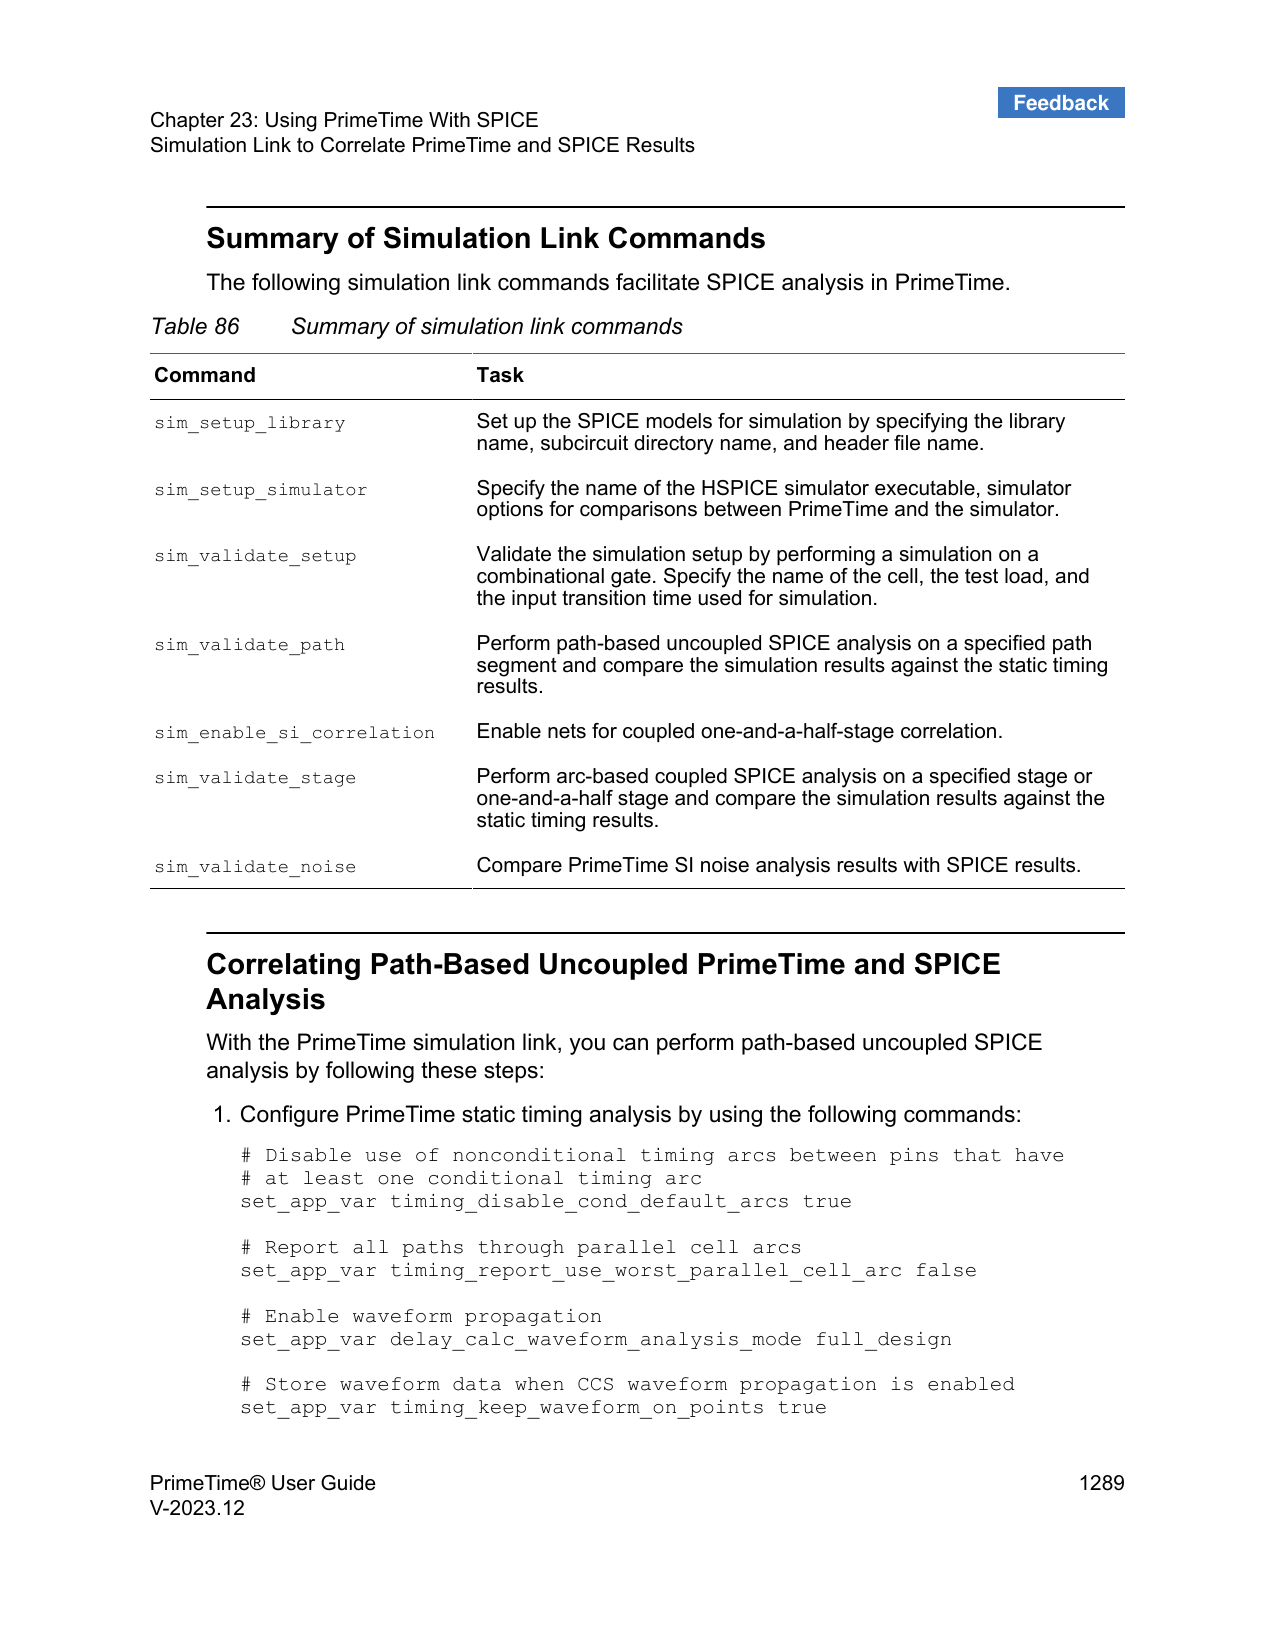 Feedback
Chapter 23: Using PrimeTime With SPICE
Simulation Link to Correlate PrimeTime and SPICE Results
Summary of Simulation Link Commands
The following simulation link commands facilitate SPICE analysis in PrimeTime.
Table 86 Summary of simulation link commands
Command Task
sim_setup_library Set up the SPICE models for simulation by specifying the library
name, subcircuit directory name, and header file name.
sim_setup_simulator Specify the name of the HSPICE simulator executable, simulator
options for comparisons between PrimeTime and the simulator.
sim_validate_setup Validate the simulation setup by performing a simulation on a
combinational gate. Specify the name of the cell, the test load, and
the input transition time used for simulation.
sim_validate_path Perform path-based uncoupled SPICE analysis on a specified path
segment and compare the simulation results against the static timing
results.
sim_enable_si_correlation Enable nets for coupled one-and-a-half-stage correlation.
sim_validate_stage Perform arc-based coupled SPICE analysis on a specified stage or
one-and-a-half stage and compare the simulation results against the
static timing results.
sim_validate_noise Compare PrimeTime SI noise analysis results with SPICE results.
Correlating Path-Based Uncoupled PrimeTime and SPICE
Analysis
With the PrimeTime simulation link, you can perform path-based uncoupled SPICE
analysis by following these steps:
1. Configure PrimeTime static timing analysis by using the following commands:
# Disable use of nonconditional timing arcs between pins that have
# at least one conditional timing arc
set_app_var timing_disable_cond_default_arcs true
# Report all paths through parallel cell arcs
set_app_var timing_report_use_worst_parallel_cell_arc false
# Enable waveform propagation
set_app_var delay_calc_waveform_analysis_mode full_design
# Store waveform data when CCS waveform propagation is enabled
set_app_var timing_keep_waveform_on_points true
PrimeTime® User Guide 1289
V-2023.12